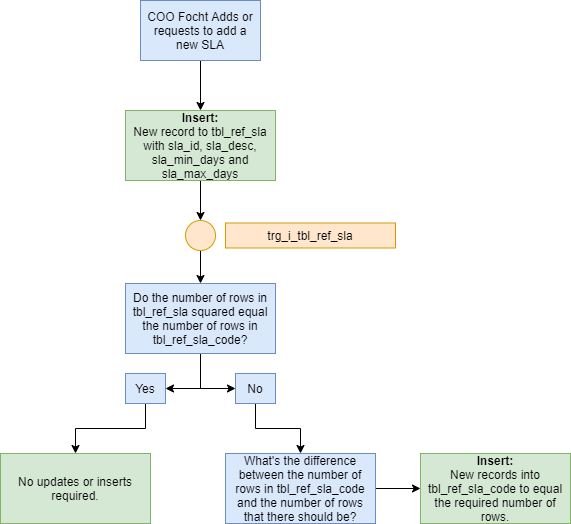 COO Focht Adds or
requests to add a
new SLA
Insert:
New record to tbl_ref_sla
with sla_id, sla_desc,
sla_min_days and
sla_max_days
trg_i_tbl_ref_sla
Do the number of rows in
tbl_ref_sla squared equal
the number of rows in
tbl_ref_sla_code?
Yes
No
No updates or inserts
required.
What's the difference
between the number of
rows in tbl_ref_sla_code
and the number of rows
that there should be?
Insert:
New records into
tbl_ref_sla_code to equal
the required number of
rows.